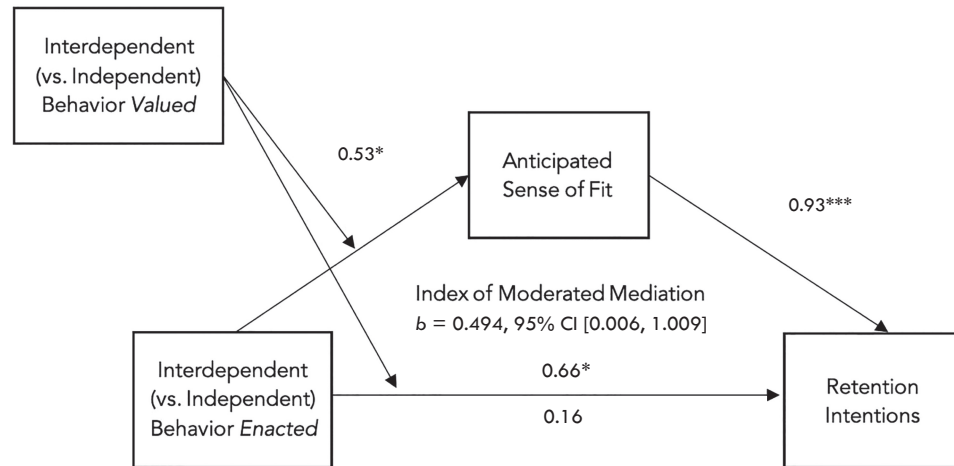 Interdependent
(vs. Independent)
Behavior Valued
0.53*
Anticipated
Sense of Fit
0.93***
Index of Moderated Mediation
b = 0.494, 95% CI [0.006, 1.009]
Interdependent
(vs. Independent)
Behavior Enacted
0.66*
0.16
Retention
Intentions